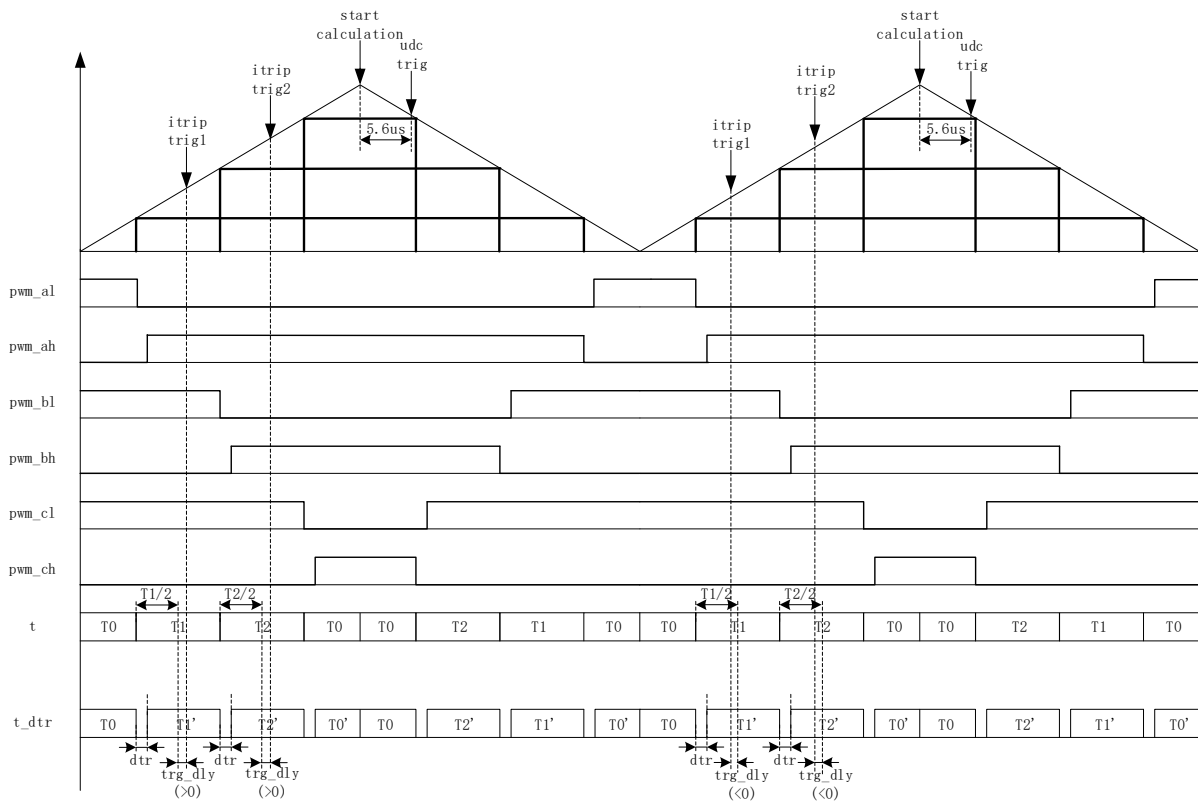 start
calculation
udc
trig
itrip
trig2
itrip
trig1
5.6us
start
calculation
udc
trig
itrip
trig2
itrip
trig1
5.6us
pwm_al
pwm_ah
pwm_bl
pwm_bh
pwm_cl
pwm_ch
T1/2 T2/2 T1/2 T2/2
t T0 T1 T2 T0 T0 T2 T1 T0 T0 T1 T2 T0 T0 T2 T1 T0
t_dtr T0 T1' T2' T0' T0 T2' T1' T0' T0 T1' T2' T0' T0 T2' T1' T0'
dtr dtr dtr dtr
trg_dly trg_dly trg_dly trg_dly
(>0) (>0) (<0) (<0)